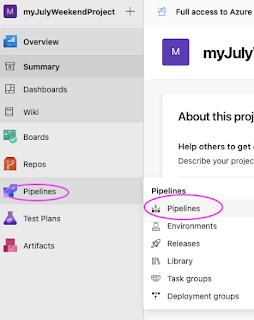 myJulyWeekendProject
Full access to Azure
Overview
M
myJulyW
Summary
Dashboards
Wiki
About this proj
Boards
Help others to get
Repos
Describe your project
Pipelines
Pipelines
Pipelines
Test Plans
Environments
Artifacts
Releases
Library
Task groups
Deployment groups